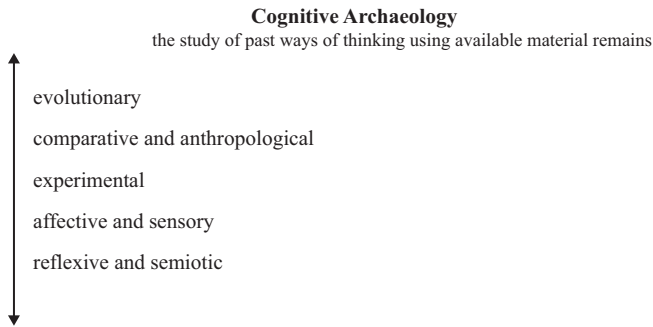 Cognitive Archaeology
the study of past ways of thinking using available material remains
evolutionary
comparative and anthropological
experimental
affective and sensory
reflexive and semiotic